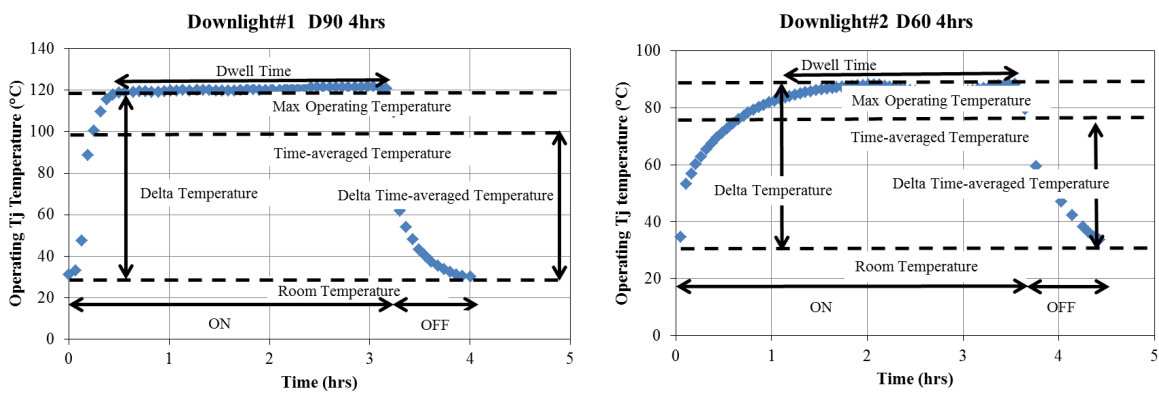 Downlight#1 D90 4hrs
140
120
100
80
60
40
20
0
Operating Tj Temperature (°C)
Dwell Time
Max Operating Temperature
Time-averaged Temperature
Delta Temperature
Delta Time-averaged Temperature
Room Temperature
ON
OFF
0
1
2
3
4
5
Time (hrs)
Downlight#2 D60 4hrs
100
80
60
40
20
0
Operating Tj temperature (°C)
Dwell Time
Max Operating Temperature
Time-averaged Temperature
Delta Temperature
Delta Time-averaged Temperature
Room Temperature
ON
OFF
0
1
2
3
4
5
Time (hrs)